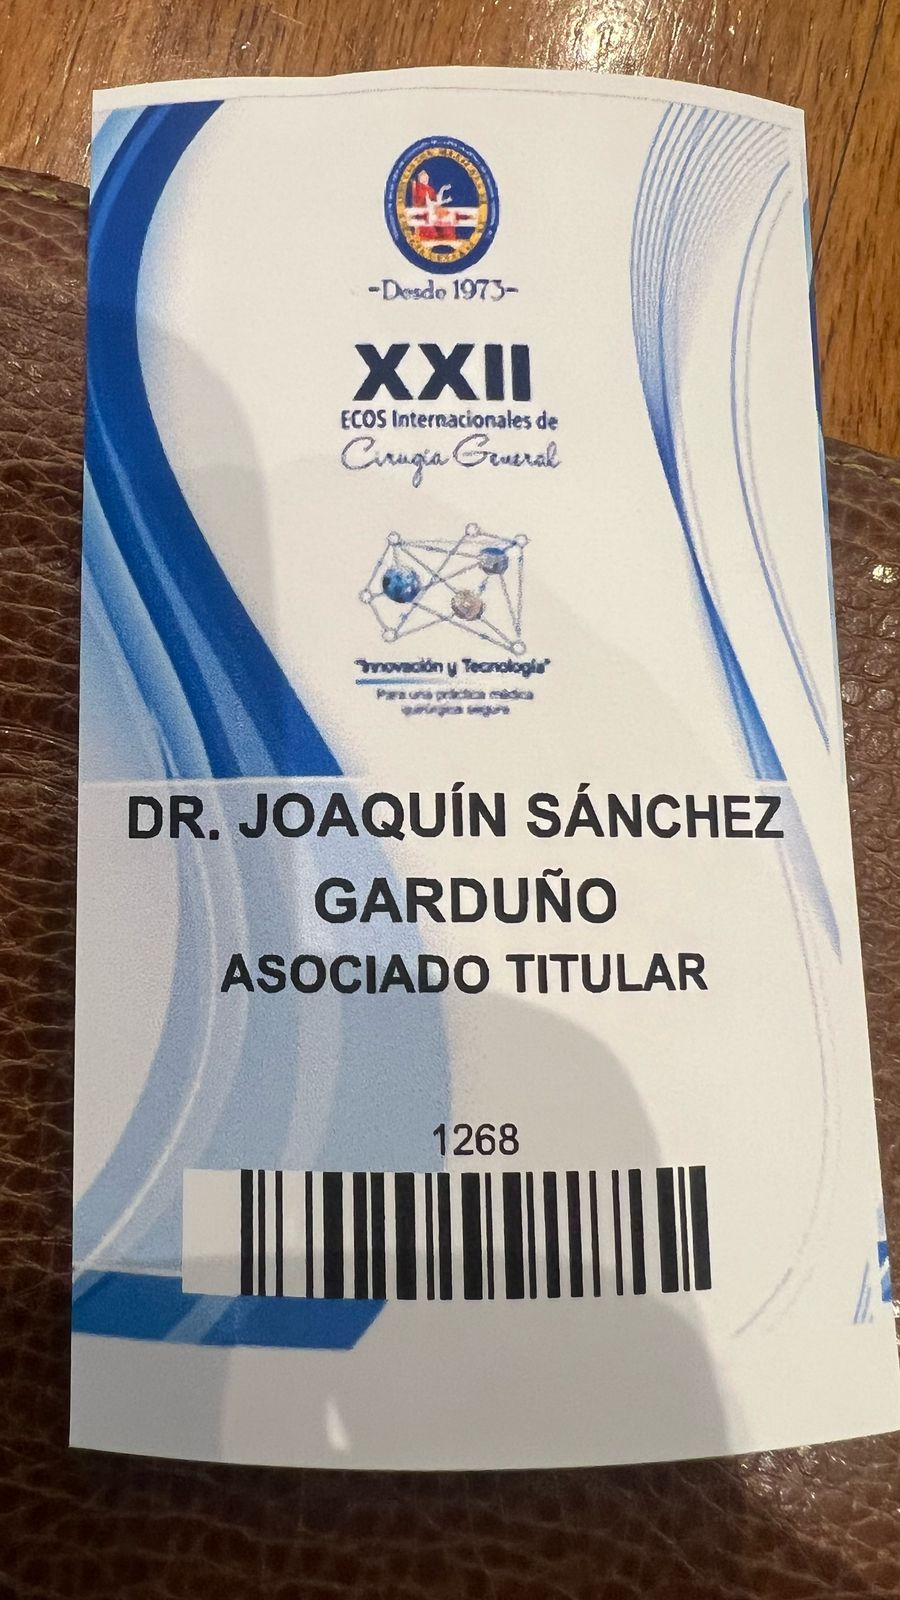 -Desde 1973-
XXII
ECOS Internacionales de
Cirugía General
"Innovación y Tecnología"
Para una práctica médica
quirúrgica segura
DR. JOAQUÍN SÁNCHEZ
GARDUÑO
ASOCIADO TITULAR
1268